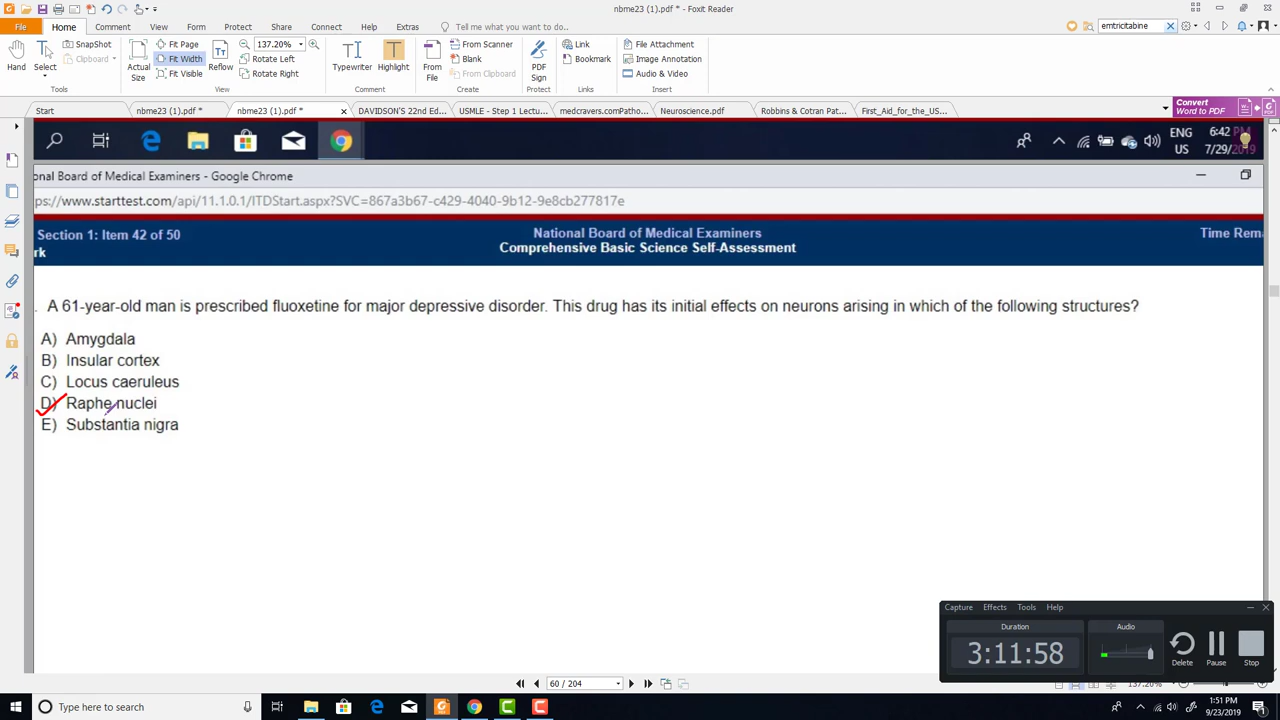 nbme23 (1).pdf * - Foxit Reader
File Home Comment View Form Protect Share Connect Help Extras Tell me what you want to do... emtricitabine
Hand Select SnapShot Clipboard Actual Size Fit Page Fit Width Fit Visible Reflow 137.20% Rotate Left Rotate Right Typewriter Highlight From File From Scanner Blank From Clipboard PDF Sign Link Bookmark File Attachment Image Annotation Audio & Video
Tools View Comment Create Protect Links Insert
Start nbme23 (1).pdf * nbme23 (1).pdf * DAVIDSON'S 22nd Ed... USMLE - Step 1 Lectu... medcravers.comPatho... Neuroscience.pdf Robbins & Cotran Pat... First_Aid_for_the_US... Convert Word to PDF
ENG 6:42 PM
US 7/29/2019
onal Board of Medical Examiners - Google Chrome
ps://www.starttest.com/api/11.1.0.1/ITDStart.aspx?SVC=867a3b67-c429-4040-9b12-9e8cb277817e
Section 1: Item 42 of 50 National Board of Medical Examiners Time Rema
rk Comprehensive Basic Science Self-Assessment
. A 61-year-old man is prescribed fluoxetine for major depressive disorder. This drug has its initial effects on neurons arising in which of the following structures?
A) Amygdala
B) Insular cortex
C) Locus caeruleus
D) Raphe nuclei
E) Substantia nigra
Capture Effects Tools Help
Duration Audio
3:11:58 Delete Pause Stop
60 / 204 137.20%
Type here to search 1:51 PM
9/23/2019